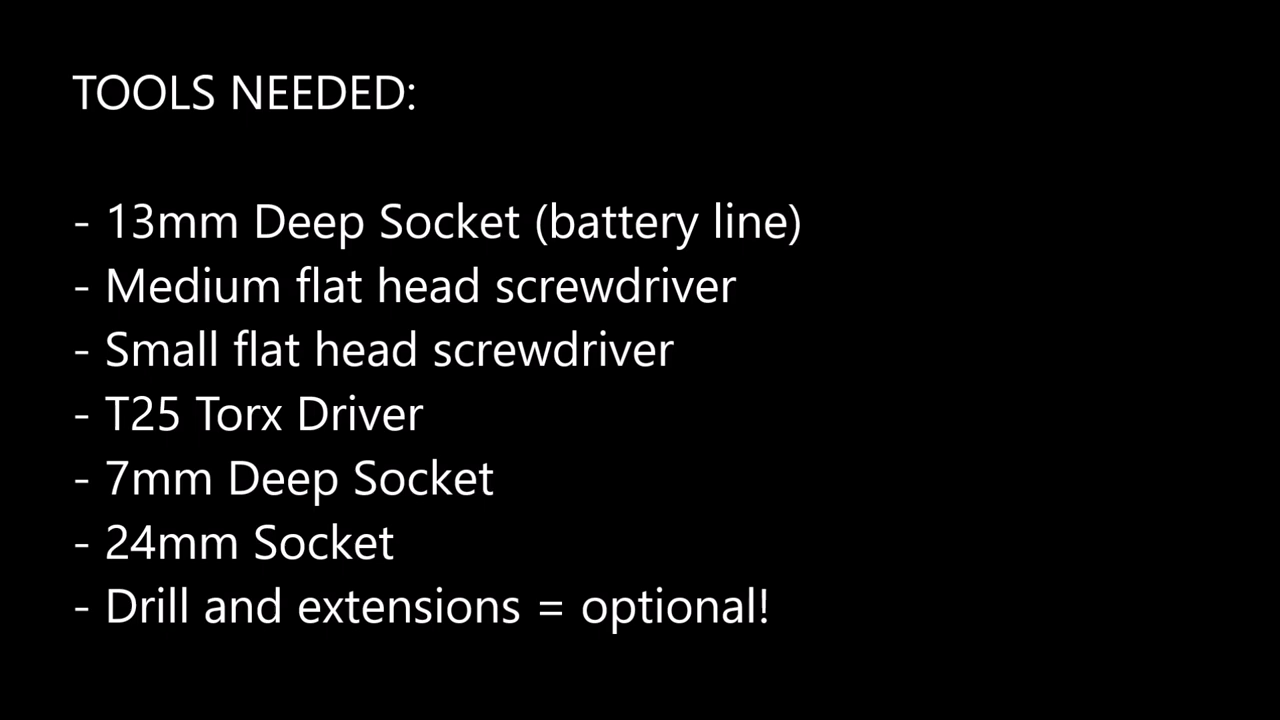 TOOLS NEEDED:
- 13mm Deep Socket (battery line)
- Medium flat head screwdriver
- Small flat head screwdriver
- T25 Torx Driver
- 7mm Deep Socket
- 24mm Socket
- Drill and extensions = optional!